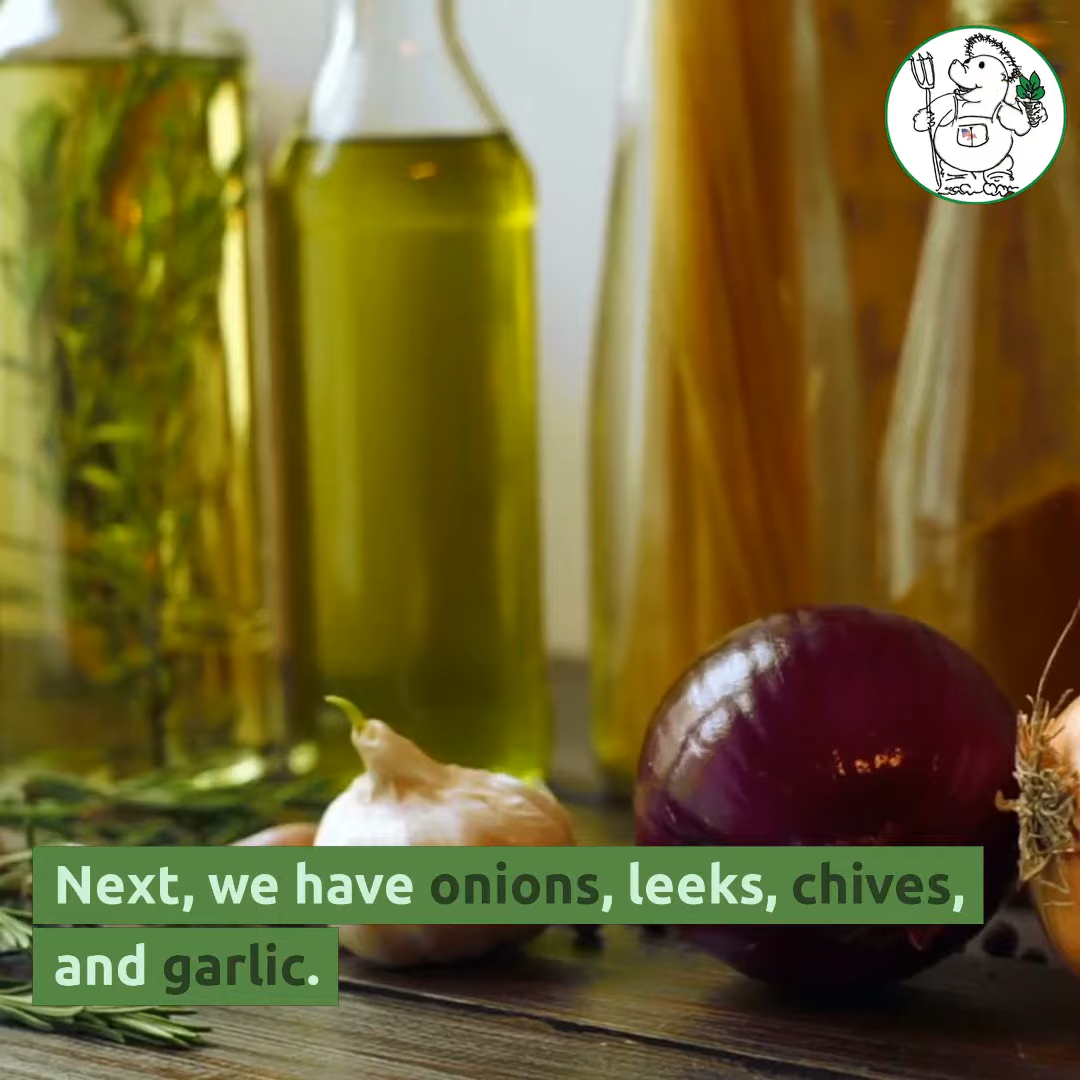 Next, we have onions, leeks, chives,
and garlic.